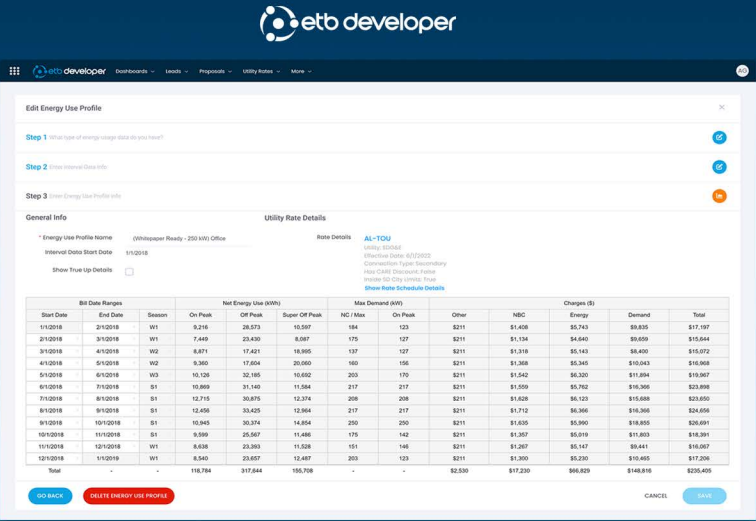 etb developer
etb developer Dashboards Leads Proposals Utility Rates More AG
Edit Energy Use Profile
Step 1 What type of energy usage data do you have?
Step 2 Enter Interval Data Info
Step 3 Enter Energy Use Profile Info
General Info Utility Rate Details
* Energy Use Profile Name (Whitepaper Ready - 250 kW) Office
Interval Data Start Date 1/1/2018
Show True Up Details
Rate Details AL-TOU
Utility: SDG&E
Effective Date: 6/1/2022
Connection Type: Secondary
Has CARE Discount: False
Inside SD City Limits: True
Show Rate Schedule Details
Bill Date Ranges Net Energy Use (kWh) Max Demand (kW) Charges ($)
Start Date End Date Season On Peak Off Peak Super Off Peak NC / Max On Peak Other NBC Energy Demand Total
1/1/2018 2/1/2018 W1 9,216 28,573 10,597 184 123 $211 $1,408 $5,743 $9,835 $17,197
2/1/2018 3/1/2018 W1 7,449 23,430 8,087 175 127 $211 $1,134 $4,640 $9,659 $15,644
3/1/2018 4/1/2018 W2 8,871 17,421 18,995 137 127 $211 $1,318 $5,143 $8,400 $15,072
4/1/2018 5/1/2018 W2 9,360 17,604 20,060 160 156 $211 $1,368 $5,345 $10,043 $16,968
5/1/2018 6/1/2018 W3 10,126 32,185 10,692 203 170 $211 $1,542 $6,320 $11,894 $19,967
6/1/2018 7/1/2018 S1 10,869 31,140 11,584 217 217 $211 $1,559 $5,762 $16,366 $23,898
7/1/2018 8/1/2018 S1 12,715 30,875 12,374 208 208 $211 $1,628 $6,123 $15,688 $23,650
8/1/2018 9/1/2018 S1 12,456 33,425 12,964 217 217 $211 $1,712 $6,366 $16,366 $24,656
9/1/2018 10/1/2018 S1 10,945 30,374 14,854 250 250 $211 $1,635 $5,990 $18,855 $26,691
10/1/2018 11/1/2018 S1 9,599 25,567 11,486 175 142 $211 $1,357 $5,019 $11,803 $18,391
11/1/2018 12/1/2018 W1 8,638 23,393 11,528 151 146 $211 $1,267 $5,147 $9,441 $16,067
12/1/2018 1/1/2019 W1 8,540 23,657 12,487 203 123 $211 $1,300 $5,230 $10,465 $17,206
Total - - 118,784 317,644 155,708 - - $2,530 $17,230 $66,829 $148,816 $235,405
GO BACK DELETE ENERGY USE PROFILE CANCEL SAVE